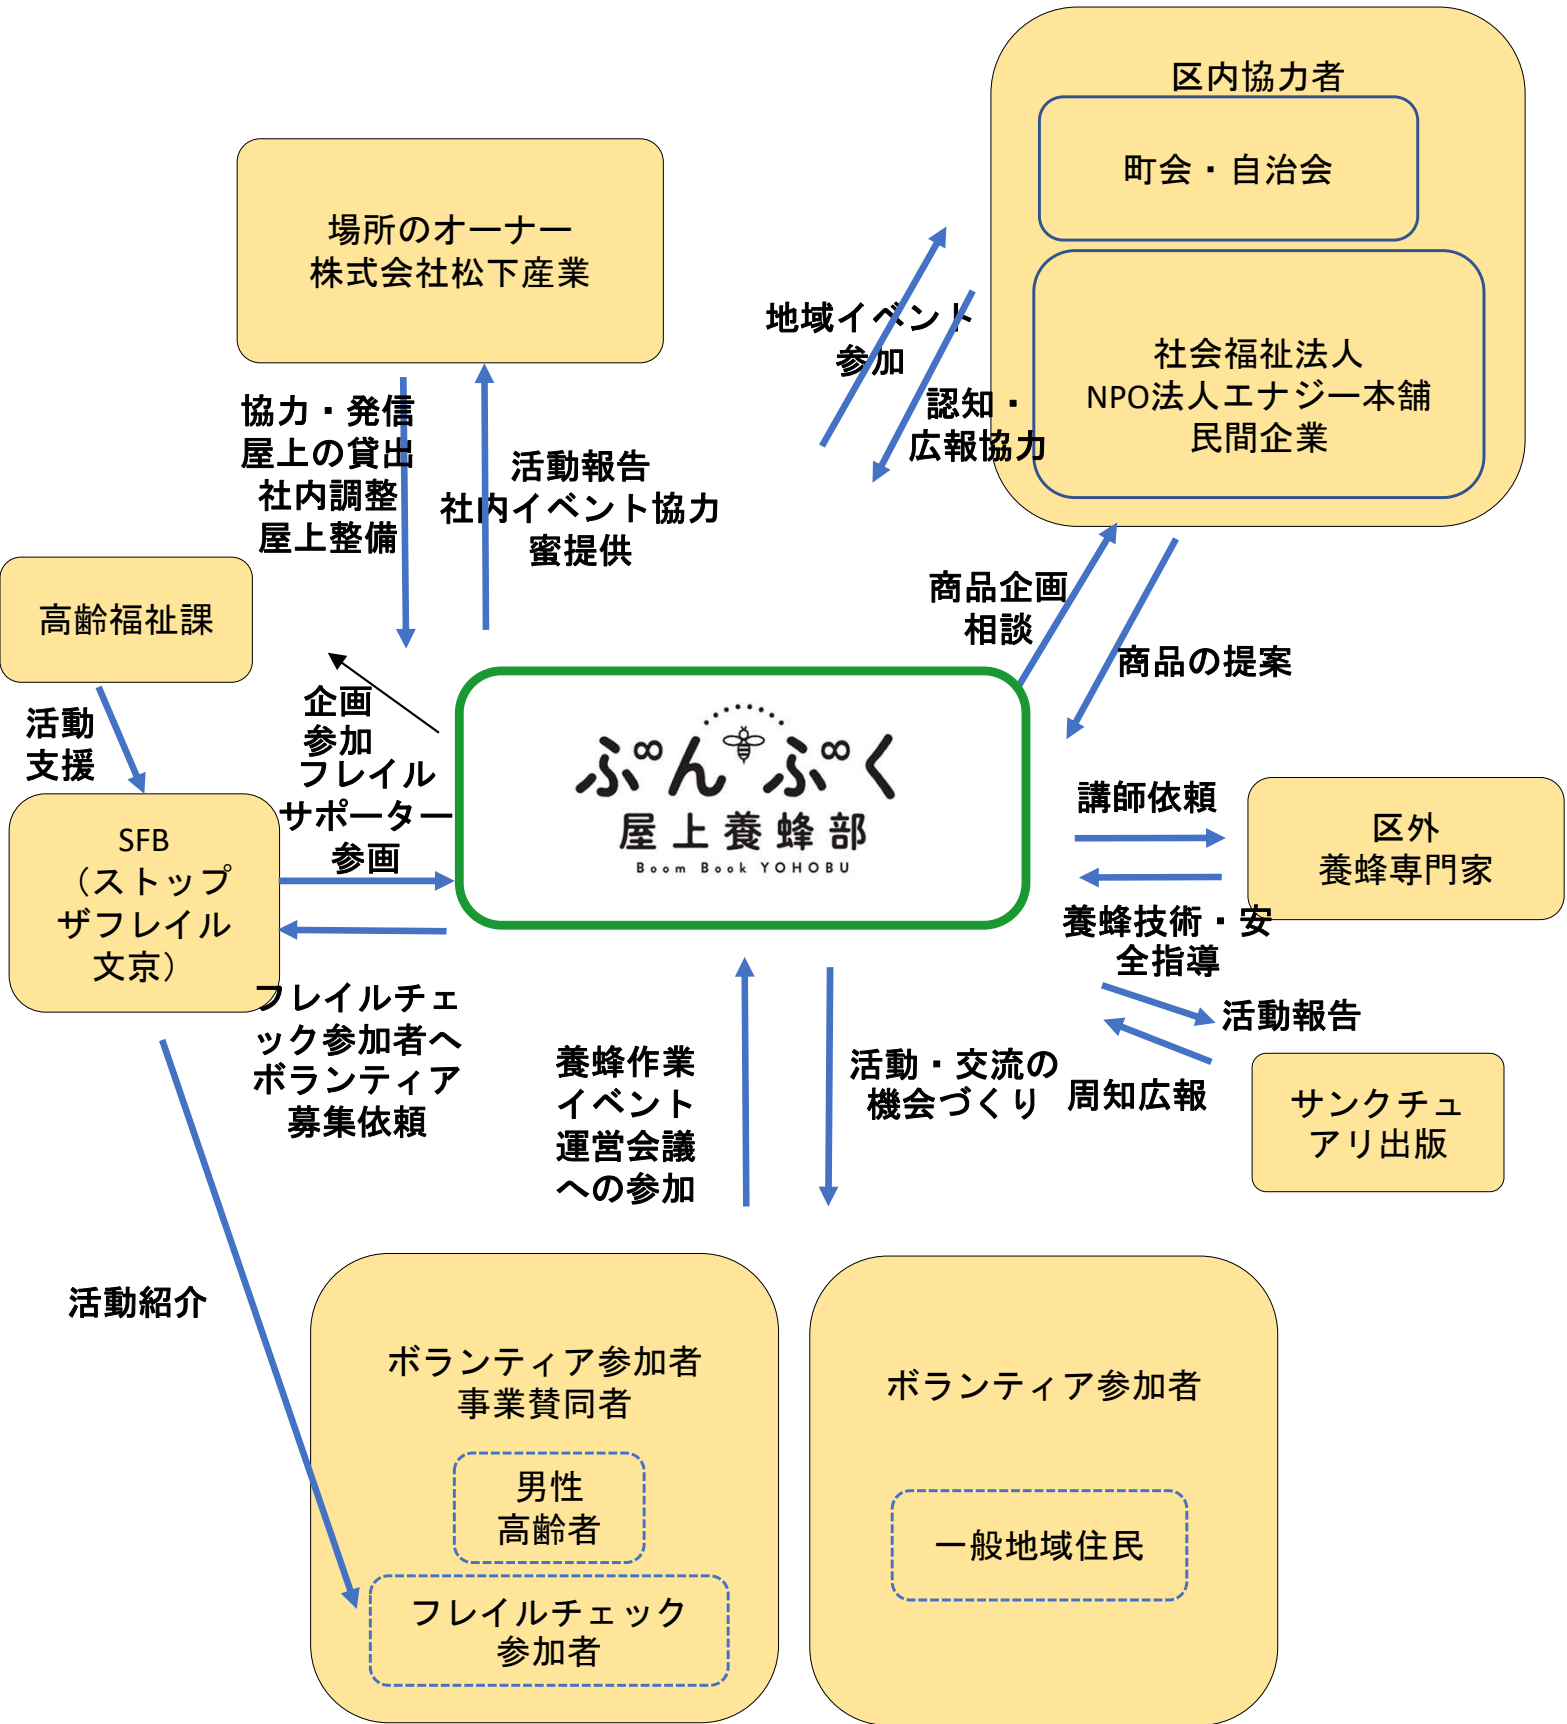 区内協力者
町会・自治会
社会福祉法人
NPO法人エナジー本舗
民間企業
場所のオーナー
株式会社松下産業
地域イベント
参加
認知・
広報協力
協力・発信
屋上の貸出
社内調整
屋上整備
活動報告
社内イベント協力
蜜提供
商品企画
相談
商品の提案
高齢福祉課
活動
支援
企画
参加
フレイル
サポーター
参画
SFB
（ストップ
ザフレイル
文京）
ぶんぶく
屋上養蜂部
Boom Book YOHOBU
講師依頼
区外
養蜂専門家
養蜂技術・安
全指導
活動報告
周知広報
サンクチュ
アリ出版
フレイルチェ
ック参加者へ
ボランティア
募集依頼
養蜂作業
イベント
運営会議
への参加
活動・交流の
機会づくり
活動紹介
ボランティア参加者
事業賛同者
男性
高齢者
フレイルチェック
参加者
ボランティア参加者
一般地域住民